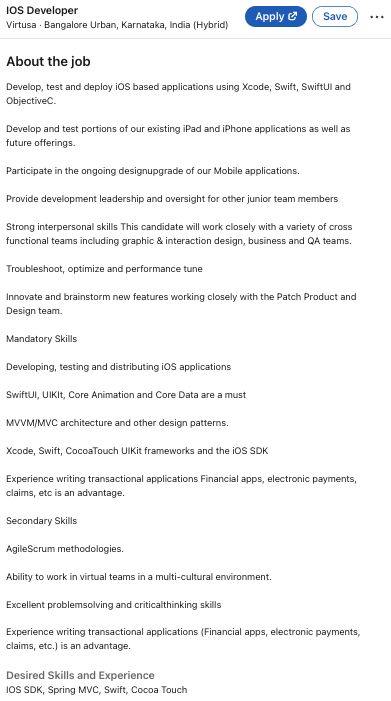 IOS Developer
Virtusa · Bangalore Urban, Karnataka, India (Hybrid)
Apply
Save
About the job
Develop, test and deploy iOS based applications using Xcode, Swift, SwiftUI and
ObjectiveC.
Develop and test portions of our existing iPad and iPhone applications as well as
future offerings.
Participate in the ongoing designupgrade of our Mobile applications.
Provide development leadership and oversight for other junior team members
Strong interpersonal skills This candidate will work closely with a variety of cross
functional teams including graphic & interaction design, business and QA teams.
Troubleshoot, optimize and performance tune
Innovate and brainstorm new features working closely with the Patch Product and
Design team.
Mandatory Skills
Developing, testing and distributing iOS applications
SwiftUI, UIKIt, Core Animation and Core Data are a must
MVVM/MVC architecture and other design patterns.
Xcode, Swift, CocoaTouch UIKit frameworks and the iOS SDK
Experience writing transactional applications Financial apps, electronic payments,
claims, etc is an advantage.
Secondary Skills
AgileScrum methodologies.
Ability to work in virtual teams in a multi-cultural environment.
Excellent problemsolving and criticalthinking skills
Experience writing transactional applications (Financial apps, electronic payments,
claims, etc.) is an advantage.
Desired Skills and Experience
IOS SDK, Spring MVC, Swift, Cocoa Touch